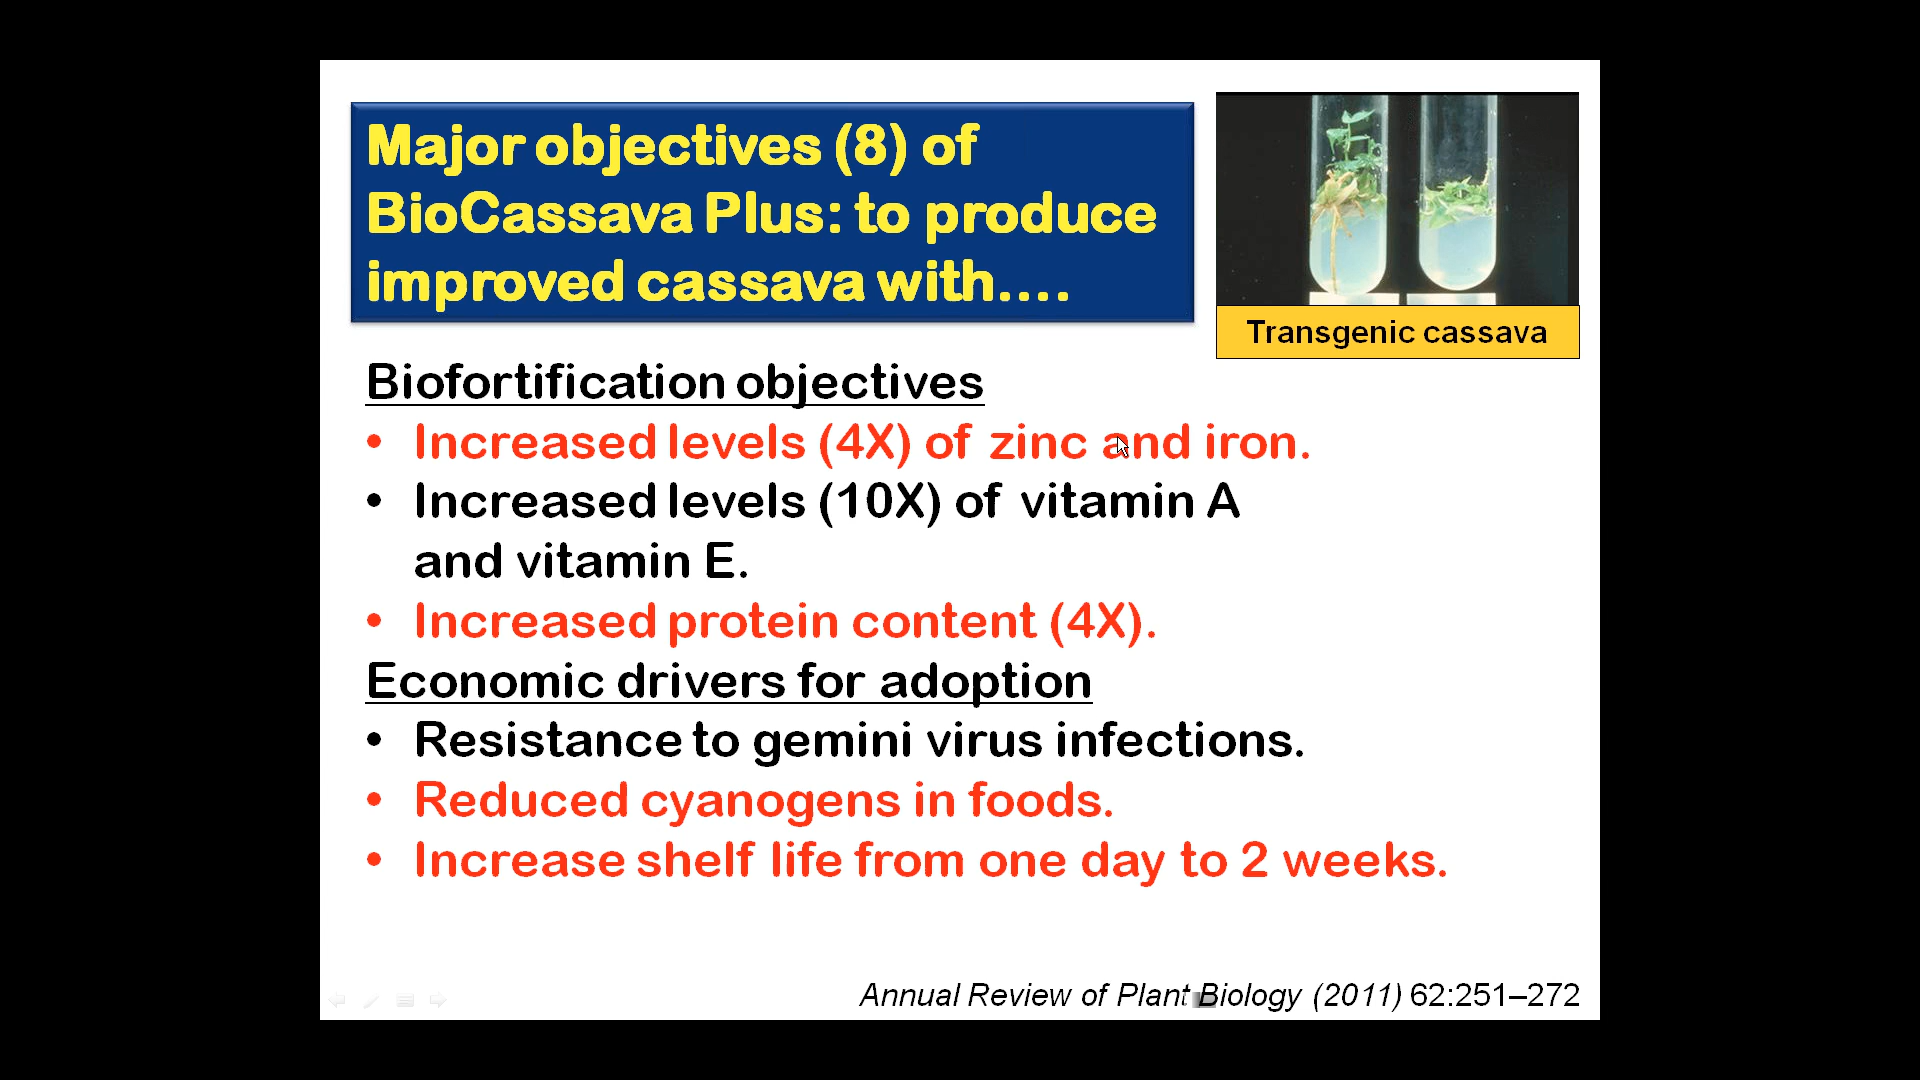 Major objectives (8) of
BioCassava Plus: to produce
improved cassava with....
Transgenic cassava
Biofortification objectives
• Increased levels (4X) of zinc and iron.
• Increased levels (10X) of vitamin A
and vitamin E.
• Increased protein content (4X).
Economic drivers for adoption
• Resistance to gemini virus infections.
• Reduced cyanogens in foods.
• Increase shelf life from one day to 2 weeks.
Annual Review of Plant Biology (2011) 62:251–272